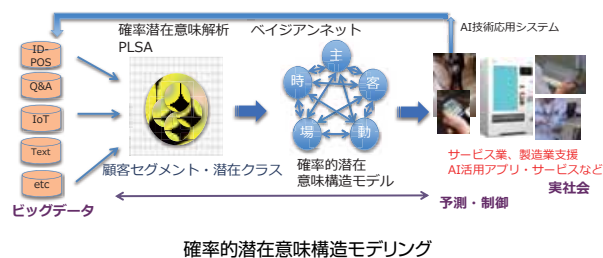 確率潜在意味解析
PLSA
ベイジアンネット
AI技術応用システム
ID-
POS
Q&A
IoT
Text
etc
ビッグデータ
顧客セグメント・潜在クラス
主
時
客
場
動
確率的潜在
意味構造モデル
サービス業、製造業支援
AI活用アプリ・サービスなど
実社会
予測・制御
確率的潜在意味構造モデリング